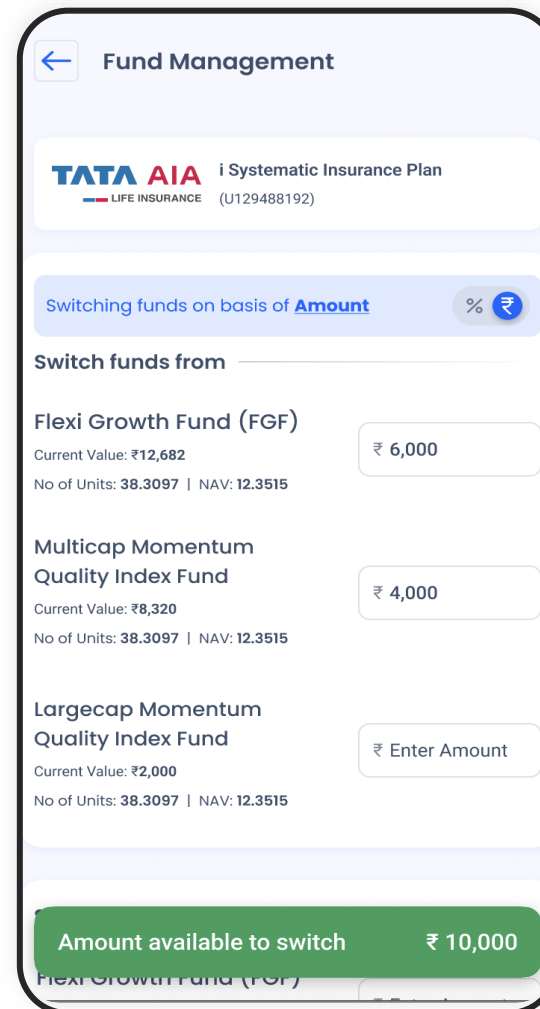 Fund Management
TATA AIA
LIFE INSURANCE
i Systematic Insurance Plan
(U129488192)
Switching funds on basis of Amount
% ₹
Switch funds from
Flexi Growth Fund (FGF)
Current Value: ₹12,682
No of Units: 38.3097 | NAV: 12.3515
₹ 6,000
Multicap Momentum
Quality Index Fund
Current Value: ₹8,320
No of Units: 38.3097 | NAV: 12.3515
₹ 4,000
Largecap Momentum
Quality Index Fund
Current Value: ₹2,000
No of Units: 38.3097 | NAV: 12.3515
₹ Enter Amount
Amount available to switch ₹ 10,000
Flexi Growth Fund (FGF)